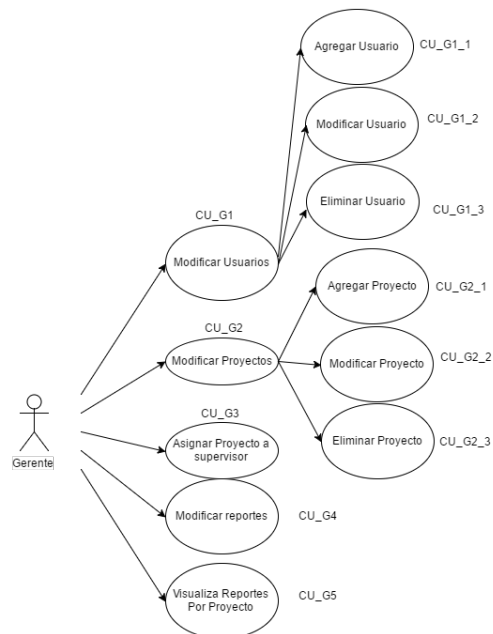 Agregar Usuario
CU_G1_1
Modificar Usuario
CU_G1_2
Eliminar Usuario
CU_G1_3
CU_G1
Modificar Usuarios
Agregar Proyecto
CU_G2_1
CU_G2
Modificar Proyectos
Modificar Proyecto
CU_G2_2
Eliminar Proyecto
CU_G2_3
CU_G3
Asignar Proyecto a
supervisor
Gerente
Modificar reportes
CU_G4
Visualiza Reportes
Por Proyecto
CU_G5